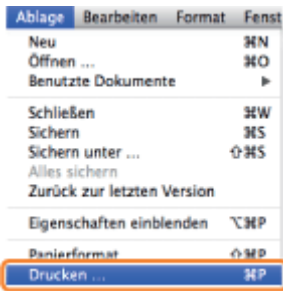 Ablage Bearbeiten Format Fenst
Neu ⌘N
Öffnen ... ⌘O
Benutzte Dokumente ▶
Schließen ⌘W
Sichern ⌘S
Sichern unter ... ⇧⌘S
Alles sichern
Zurück zur letzten Version
Eigenschaften einblenden ⌥⌘P
Papierformat ⇧⌘P
Drucken ... ⌘P